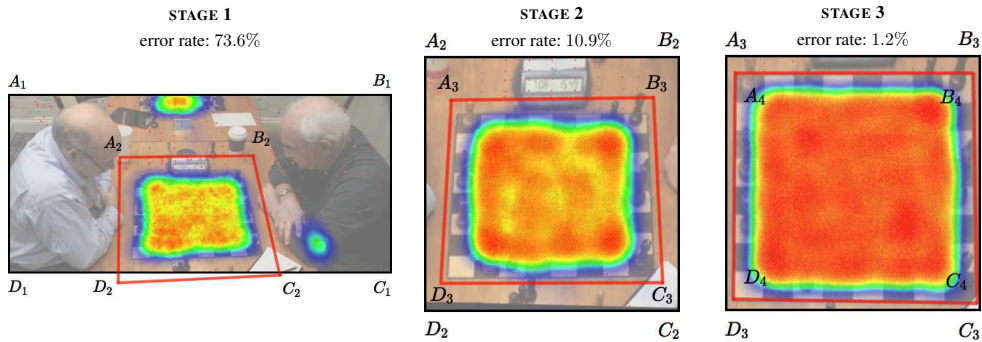 STAGE 1
error rate: 73.6%
A₁ B₁
A₂ B₂
D₁ D₂ C₂ C₁
STAGE 2
error rate: 10.9%
A₂ B₂
A₃ B₃
D₃ C₃
D₂ C₂
STAGE 3
error rate: 1.2%
A₃ B₃
A₄ B₄
D₄ C₄
D₃ C₃